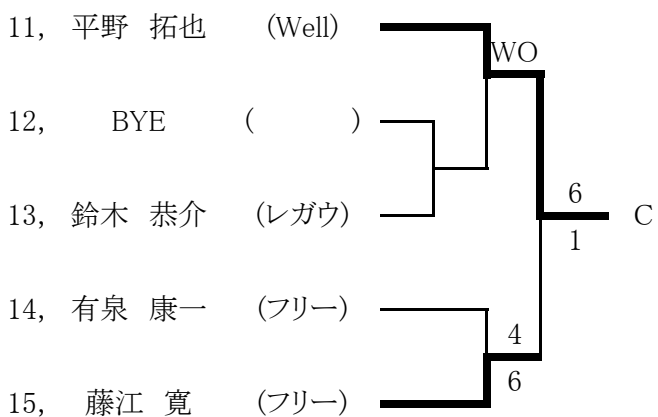 11, 平野 拓也 (Well)
WO
12, BYE ( )
13, 鈴木 恭介 (レガウ)
6
1
C
14, 有泉 康一 (フリー)
4
6
15, 藤江 寛 (フリー)